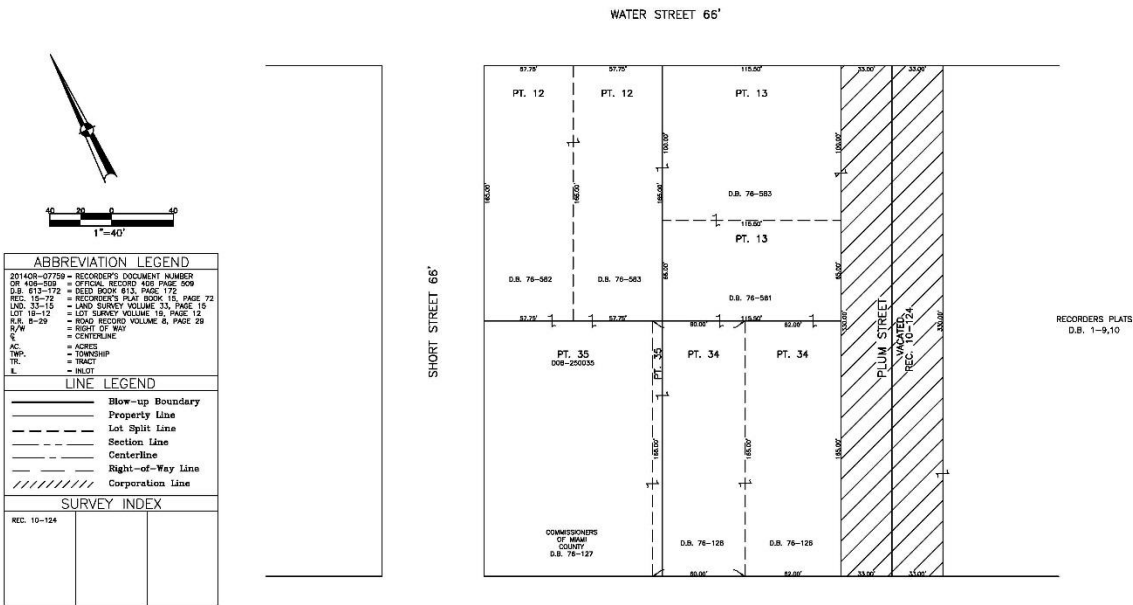 WATER STREET 66'
57.75'
57.75'
115.50'
33.00'
33.00'
PT. 12
PT. 12
PT. 13
100.00'
100.00'
165.00'
165.00'
D.B. 76-583
115.50'
PT. 13
40 20 0 40
1"=40'
ABBREVIATION LEGEND
20140R-07759 = RECORDER'S DOCUMENT NUMBER
OR 406-509 = OFFICIAL RECORD 406 PAGE 509
D.B. 613-172 = DEED BOOK 613, PAGE 172
REC. 15-72 = RECORDER'S PLAT BOOK 15, PAGE 72
LND. 33-15 = LAND SURVEY VOLUME 33, PAGE 15
LOT 19-12 = LOT SURVEY VOLUME 19, PAGE 12
R.R. 8-29 = ROAD RECORD VOLUME 8, PAGE 29
R/W = RIGHT OF WAY
℄ = CENTERLINE
AC. = ACRES
TWP. = TOWNSHIP
TR. = TRACT
IL = INLOT
D.B. 76-582
D.B. 76-583
65.00'
65.00'
D.B. 76-581
57.75'
57.75'
115.50'
80.00'
62.00'
SHORT STREET 66'
PLUM STREET
VACATED
REC. 10-124
330.00'
330.00'
RECORDERS PLATS
D.B. 1-9,10
PT. 35
PT. 35
PT. 34
PT. 34
165.00'
165.00'
165.00'
LINE LEGEND
Blow-up Boundary
Property Line
Lot Split Line
Section Line
Centerline
Right-of-Way Line
Corporation Line
SURVEY INDEX
REC. 10-124
COMMISSIONERS
OF MIAMI
COUNTY
D.B. 76-127
D.B. 76-128
D.B. 76-128
62.00'
33.00'
33.00'